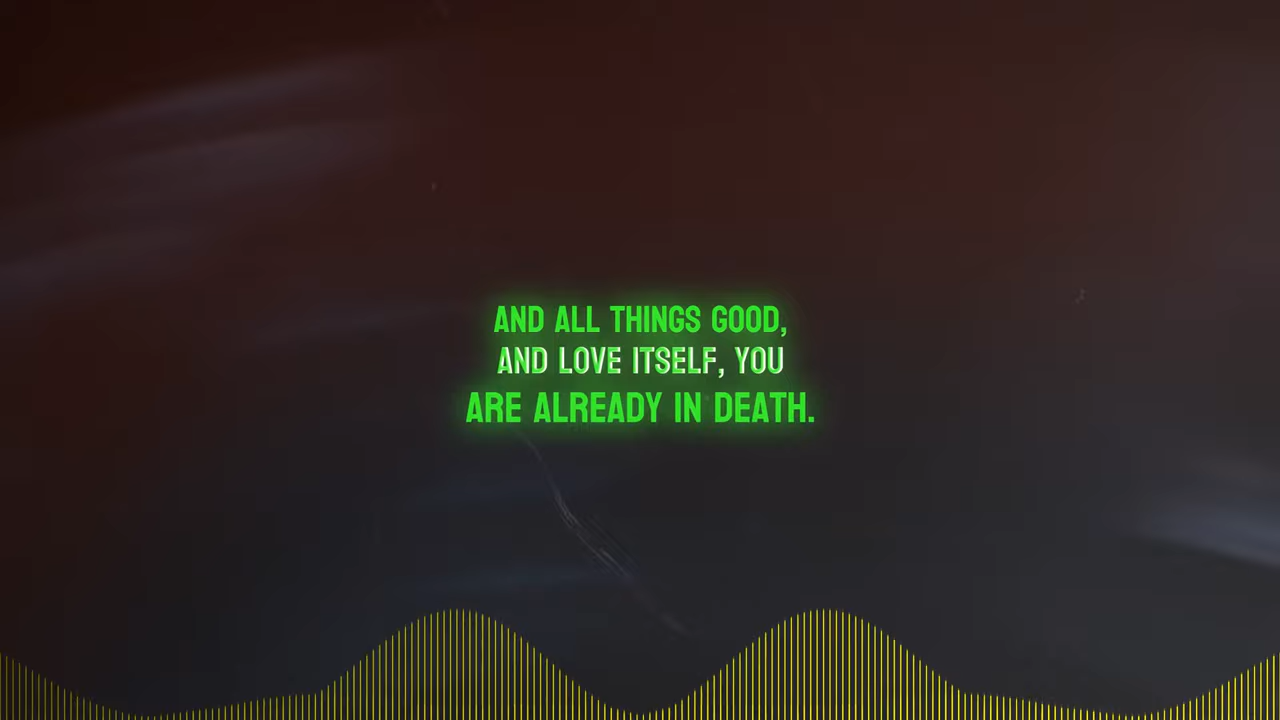 AND ALL THINGS GOOD,
AND LOVE ITSELF, YOU
ARE ALREADY IN DEATH.